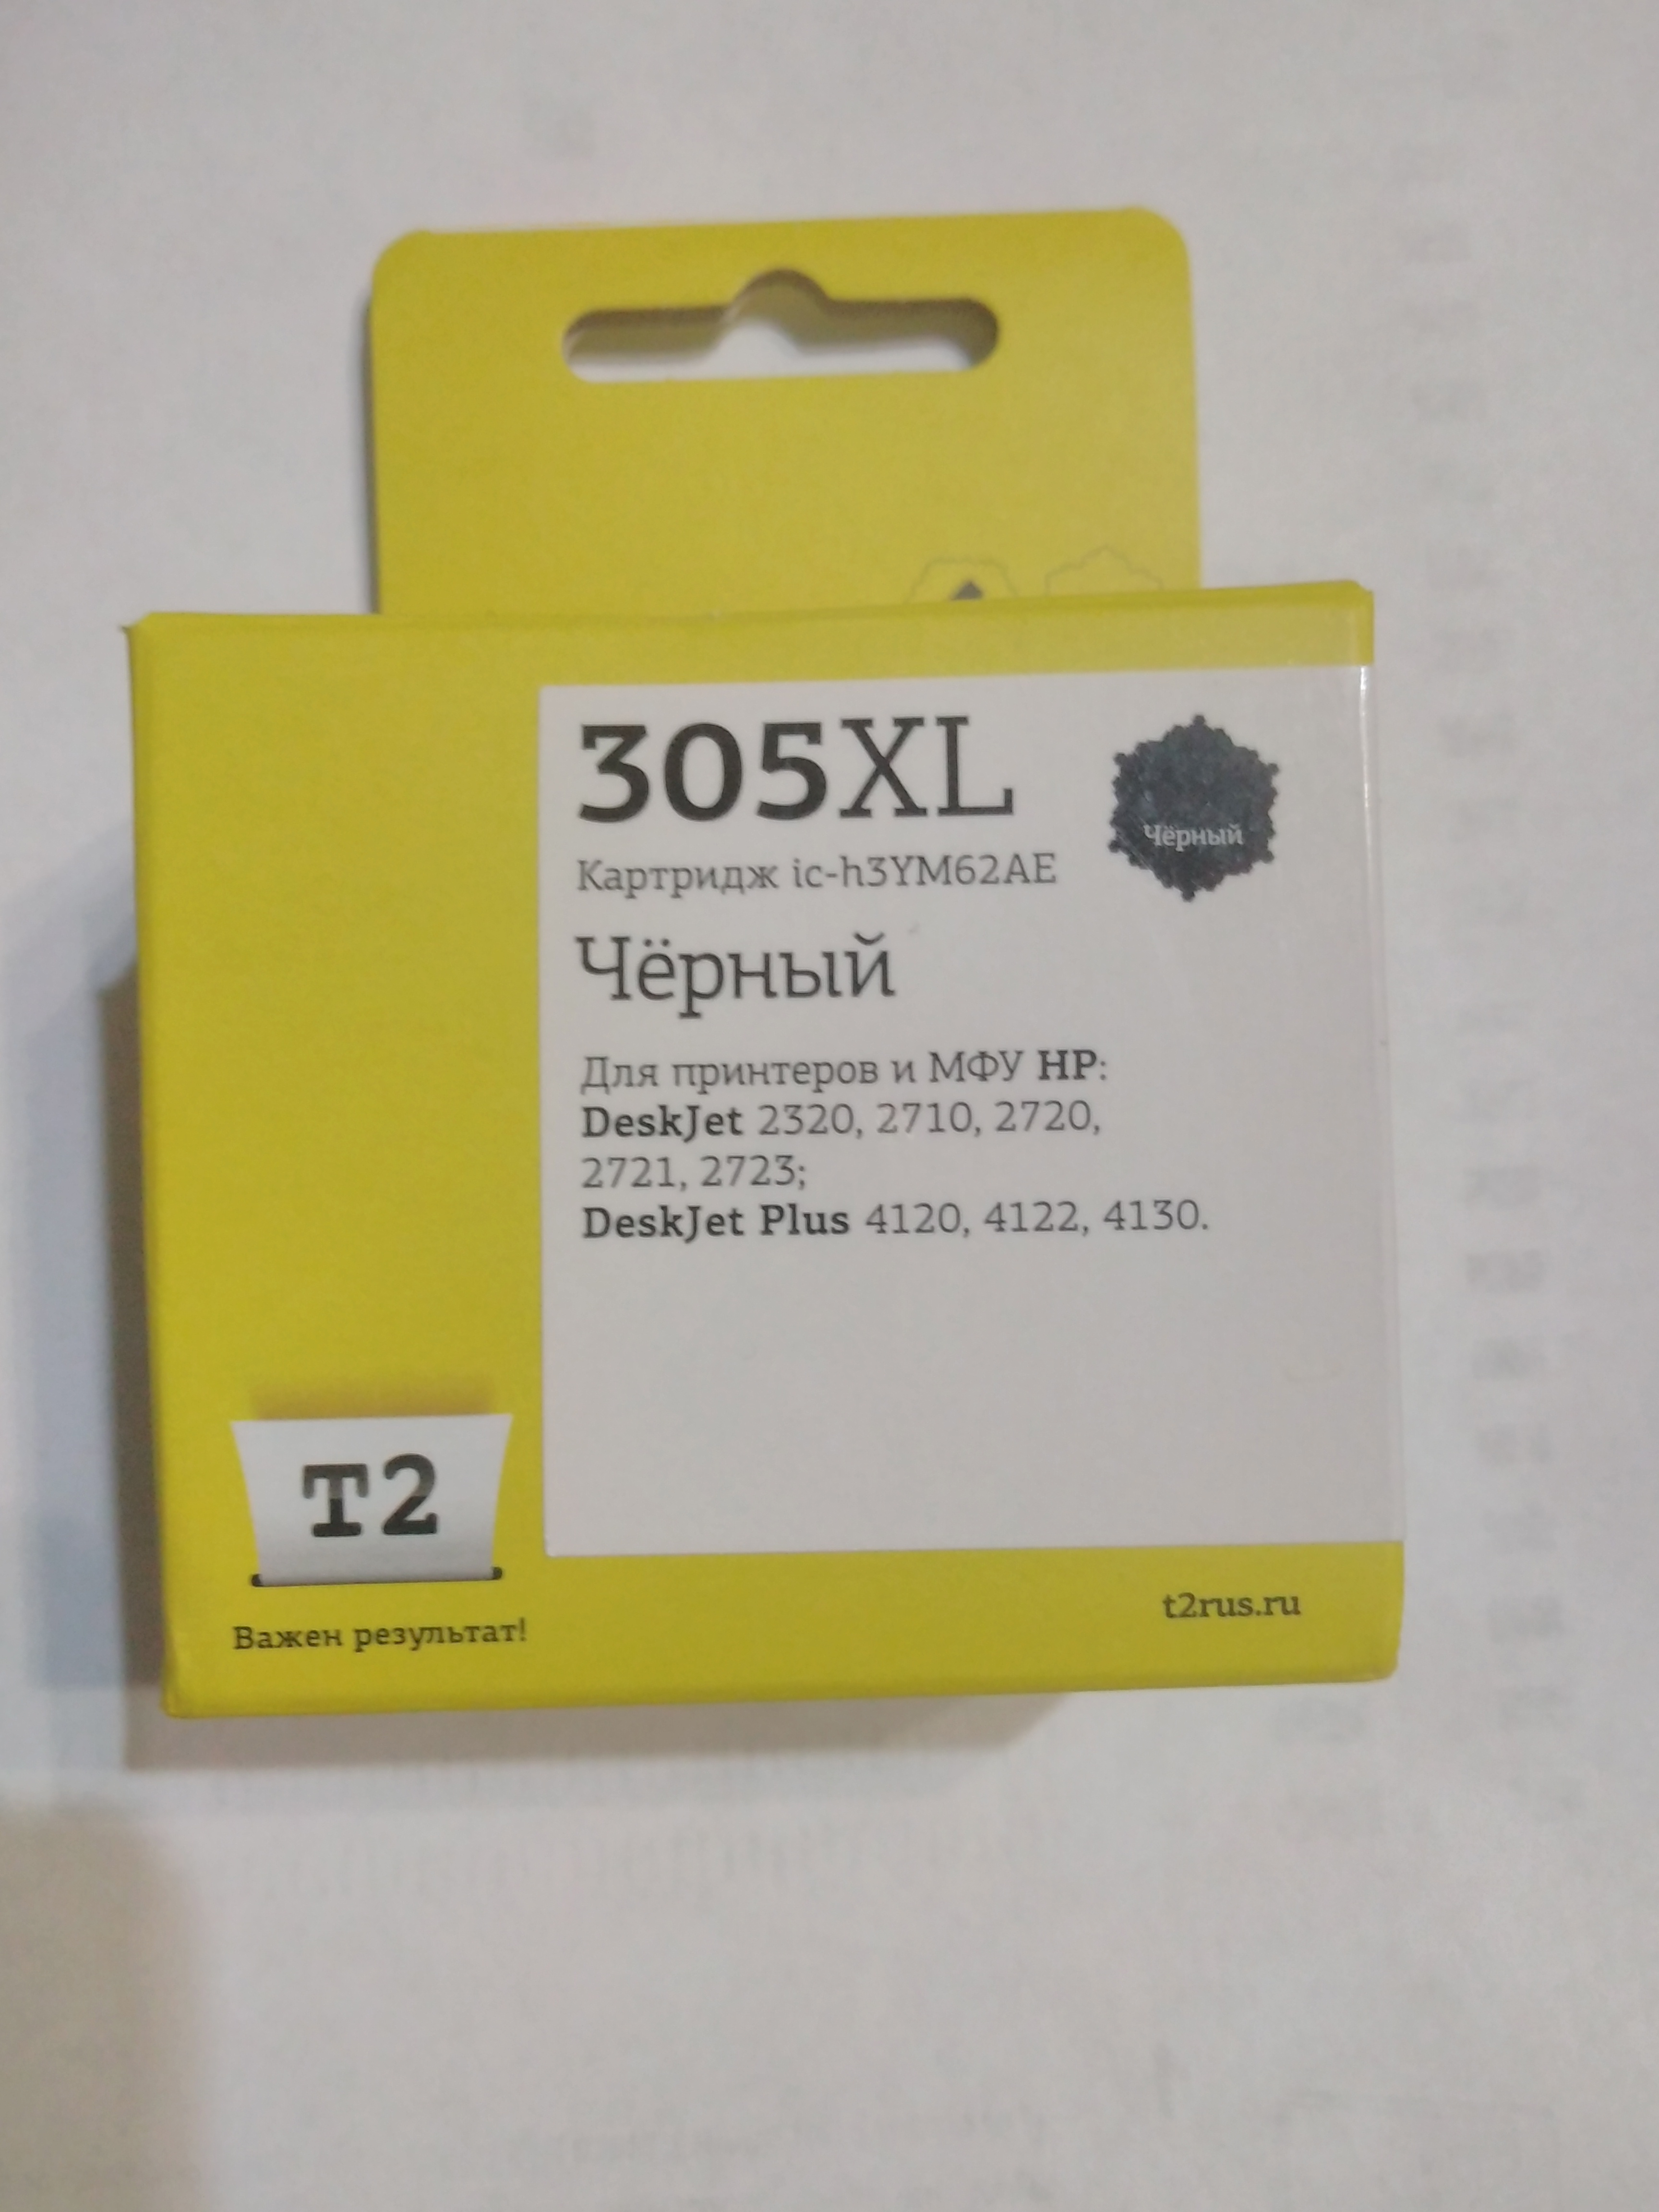 305XL
Чёрный
Картридж ic-h3YM62AE
Чёрный
Для принтеров и МФУ HP:
DeskJet 2320, 2710, 2720,
2721, 2723;
DeskJet Plus 4120, 4122, 4130.
T2
Важен результат!
t2rus.ru